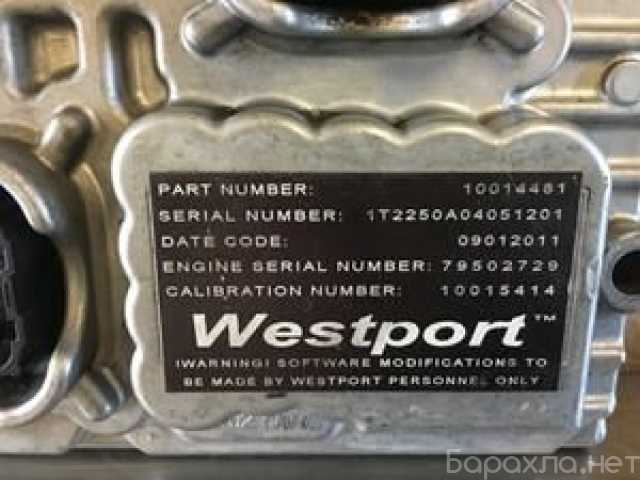 PART NUMBER: 10014481
SERIAL NUMBER: 1T2250A04051201
DATE CODE: 09012011
ENGINE SERIAL NUMBER: 79502729
CALIBRATION NUMBER: 10015414
Westport™
!WARNING! SOFTWARE MODIFICATIONS TO
BE MADE BY WESTPORT PERSONNEL ONLY
Барахла.нет